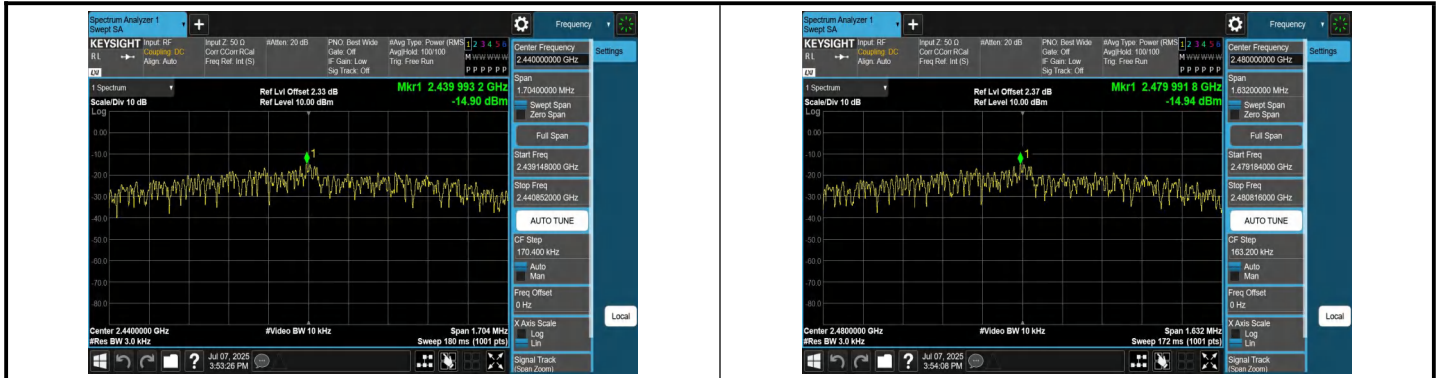 Spectrum Analyzer 1
Swept SA
+
Frequency
KEYSIGHT
Input: RF
Input Z: 50 Ω
#Atten: 20 dB
PNO: Best Wide
#Avg Type: Power (RMS
1 2 3 4 5 6
R L
Coupling: DC
Corr CCorr RCal
Gate: Off
Avg|Hold: 100/100
M W W W W W
Align: Auto
Freq Ref: Int (S)
IF Gain: Low
Trig: Free Run
Sig Track: Off
P P P P P P
LXI
1 Spectrum
Ref Lvl Offset 2.33 dB
Mkr1 2.439 993 2 GHz
Scale/Div 10 dB
Ref Level 10.00 dBm
-14.90 dBm
Log
0.00
-10.0
-20.0
-30.0
-40.0
-50.0
-60.0
-70.0
-80.0
1
Center 2.4400000 GHz
#Video BW 10 kHz
Span 1.704 MHz
#Res BW 3.0 kHz
Sweep 180 ms (1001 pts)
Jul 07, 2025
3:53:26 PM
Center Frequency
2.440000000 GHz
Settings
Span
1.70400000 MHz
Swept Span
Zero Span
Full Span
Start Freq
2.439148000 GHz
Stop Freq
2.440852000 GHz
AUTO TUNE
CF Step
170.400 kHz
Auto
Man
Freq Offset
0 Hz
X Axis Scale
Log
Lin
Local
Signal Track
(Span Zoom)
Spectrum Analyzer 1
Swept SA
+
Frequency
KEYSIGHT
Input: RF
Input Z: 50 Ω
#Atten: 20 dB
PNO: Best Wide
#Avg Type: Power (RMS
1 2 3 4 5 6
R L
Coupling: DC
Corr CCorr RCal
Gate: Off
Avg|Hold: 100/100
M W W W W W
Align: Auto
Freq Ref: Int (S)
IF Gain: Low
Trig: Free Run
Sig Track: Off
P P P P P P
LXI
1 Spectrum
Ref Lvl Offset 2.37 dB
Mkr1 2.479 991 8 GHz
Scale/Div 10 dB
Ref Level 10.00 dBm
-14.94 dBm
Log
0.00
-10.0
-20.0
-30.0
-40.0
-50.0
-60.0
-70.0
-80.0
1
Center 2.4800000 GHz
#Video BW 10 kHz
Span 1.632 MHz
#Res BW 3.0 kHz
Sweep 172 ms (1001 pts)
Jul 07, 2025
3:54:08 PM
Center Frequency
2.480000000 GHz
Settings
Span
1.63200000 MHz
Swept Span
Zero Span
Full Span
Start Freq
2.479184000 GHz
Stop Freq
2.480816000 GHz
AUTO TUNE
CF Step
163.200 kHz
Auto
Man
Freq Offset
0 Hz
X Axis Scale
Log
Lin
Local
Signal Track
(Span Zoom)